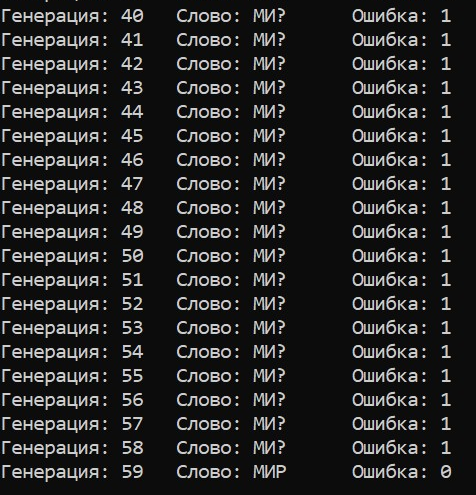 Генерация: 40 Слово: МИ? Ошибка: 1
Генерация: 41 Слово: МИ? Ошибка: 1
Генерация: 42 Слово: МИ? Ошибка: 1
Генерация: 43 Слово: МИ? Ошибка: 1
Генерация: 44 Слово: МИ? Ошибка: 1
Генерация: 45 Слово: МИ? Ошибка: 1
Генерация: 46 Слово: МИ? Ошибка: 1
Генерация: 47 Слово: МИ? Ошибка: 1
Генерация: 48 Слово: МИ? Ошибка: 1
Генерация: 49 Слово: МИ? Ошибка: 1
Генерация: 50 Слово: МИ? Ошибка: 1
Генерация: 51 Слово: МИ? Ошибка: 1
Генерация: 52 Слово: МИ? Ошибка: 1
Генерация: 53 Слово: МИ? Ошибка: 1
Генерация: 54 Слово: МИ? Ошибка: 1
Генерация: 55 Слово: МИ? Ошибка: 1
Генерация: 56 Слово: МИ? Ошибка: 1
Генерация: 57 Слово: МИ? Ошибка: 1
Генерация: 58 Слово: МИ? Ошибка: 1
Генерация: 59 Слово: МИР Ошибка: 0